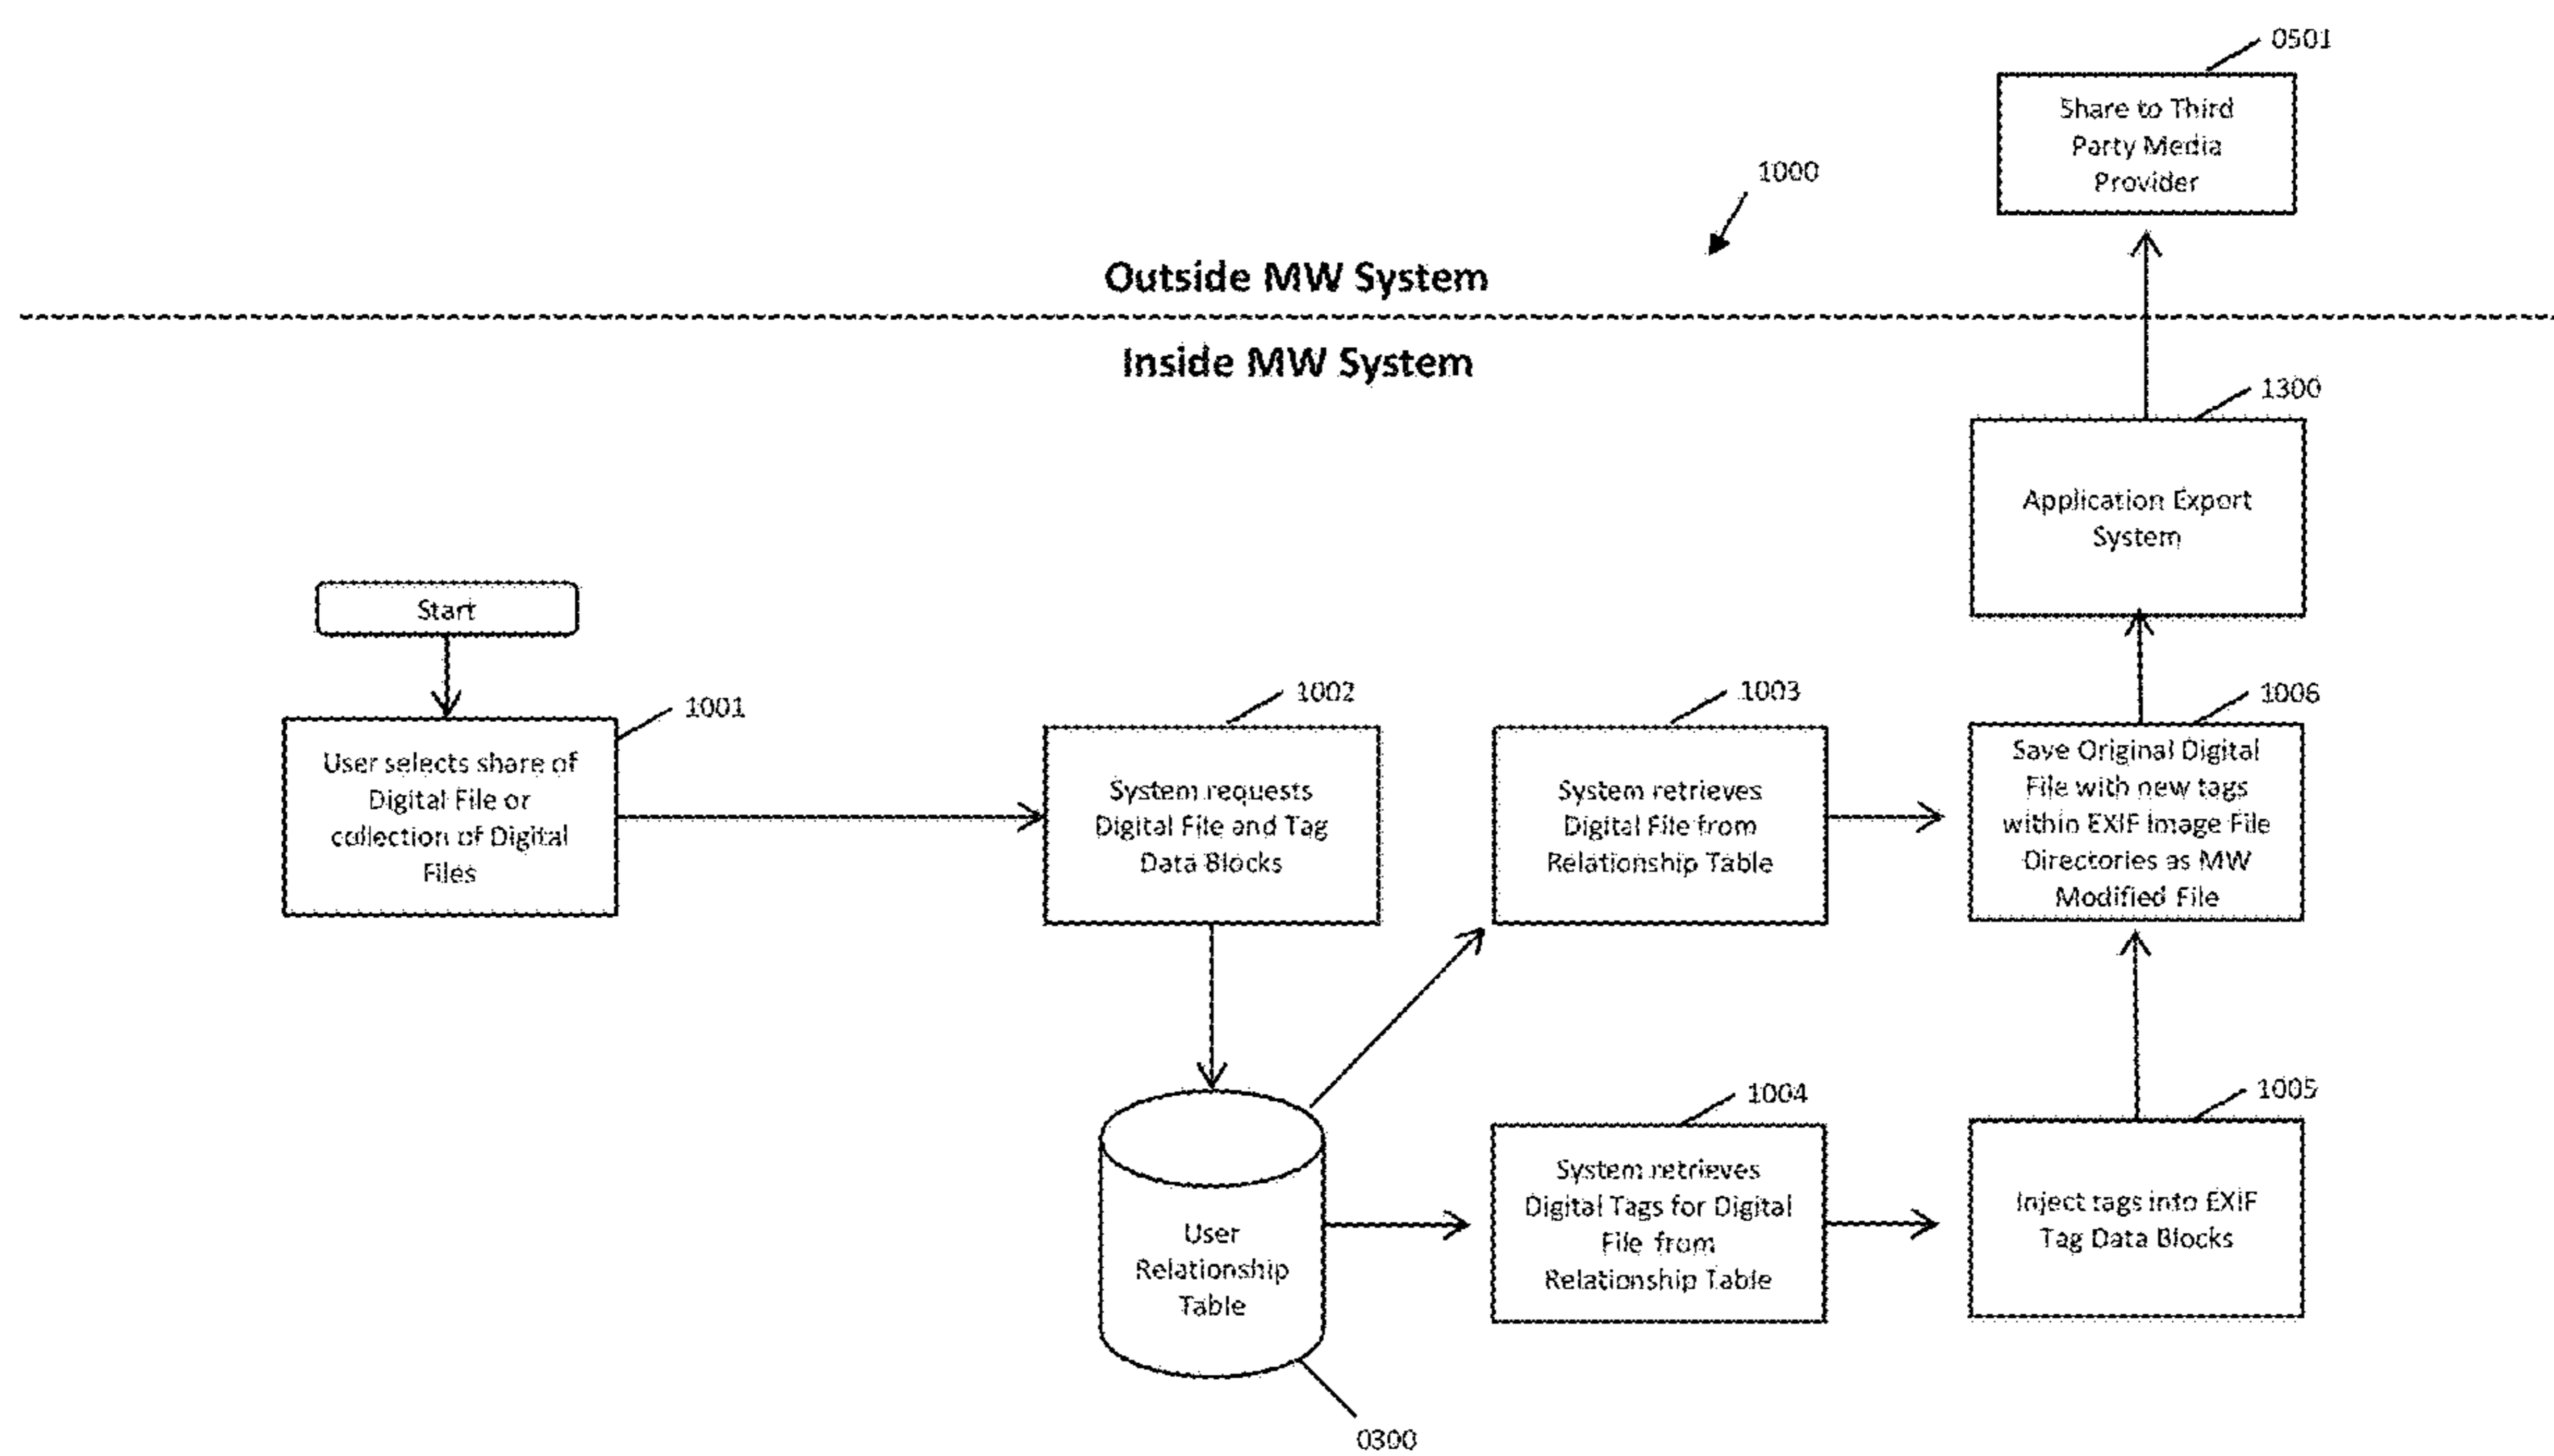 0501
Share to Third
Party Media
Provider
1000
Outside MW System
Inside MW System
1300
Application Export
System
Start
1001
User selects share of
Digital File or
collection of Digital
Files
1002
System requests
Digital File and Tag
Data Blocks
1003
System retrieves
Digital File from
Relationship Table
1006
Save Original Digital
File with new tags
within EXIF Image File
Directories as MW
Modified File
User
Relationship
Table
0300
1004
System retrieves
Digital Tags for Digital
File from
Relationship Table
1005
Inject tags into EXIF
Tag Data Blocks